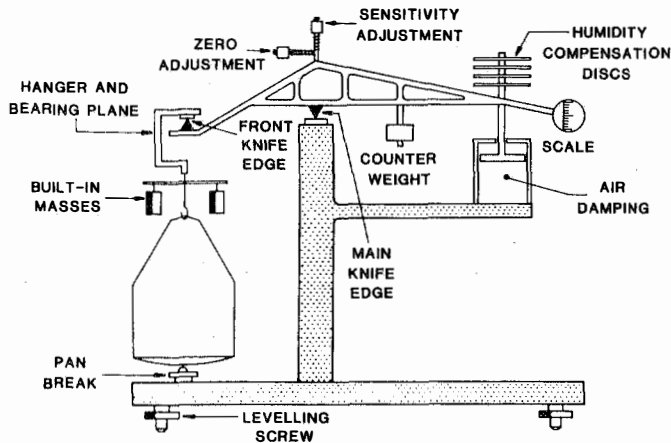 SENSITIVITY
ADJUSTMENT
ZERO
ADJUSTMENT
HUMIDITY
COMPENSATION
DISCS
HANGER AND
BEARING PLANE
FRONT
KNIFE
EDGE
COUNTER
WEIGHT
SCALE
BUILT-IN
MASSES
AIR
DAMPING
MAIN
KNIFE
EDGE
PAN
BREAK
LEVELLING
SCREW